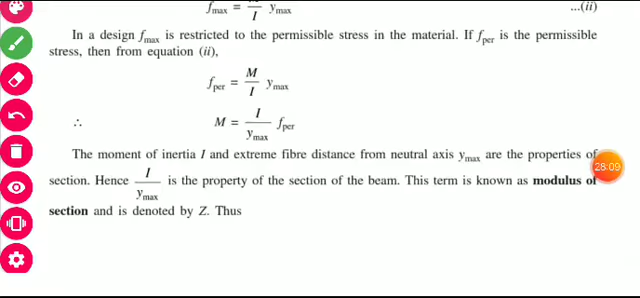 f_max = I y_max ...(ii)
In a design f_max is restricted to the permissible stress in the material. If f_per is the permissible
stress, then from equation (ii),
f_per = M/I y_max
∴ M = I/y_max f_per
The moment of inertia I and extreme fibre distance from neutral axis y_max are the properties of
section. Hence I/y_max is the property of the section of the beam. This term is known as modulus of
section and is denoted by Z. Thus
28:09